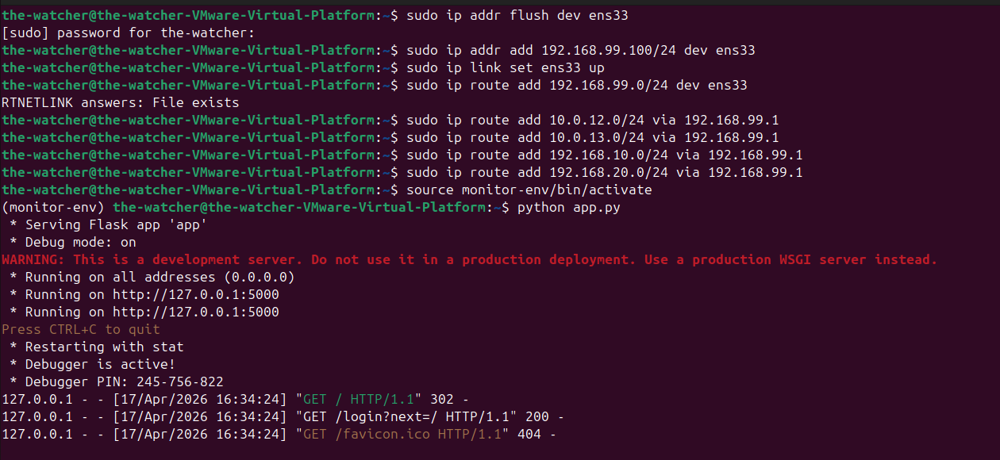 the-watcher@the-watcher-VMware-Virtual-Platform:~$ sudo ip addr flush dev ens33
[sudo] password for the-watcher:
the-watcher@the-watcher-VMware-Virtual-Platform:~$ sudo ip addr add 192.168.99.100/24 dev ens33
the-watcher@the-watcher-VMware-Virtual-Platform:~$ sudo ip link set ens33 up
the-watcher@the-watcher-VMware-Virtual-Platform:~$ sudo ip route add 192.168.99.0/24 dev ens33
RTNETLINK answers: File exists
the-watcher@the-watcher-VMware-Virtual-Platform:~$ sudo ip route add 10.0.12.0/24 via 192.168.99.1
the-watcher@the-watcher-VMware-Virtual-Platform:~$ sudo ip route add 10.0.13.0/24 via 192.168.99.1
the-watcher@the-watcher-VMware-Virtual-Platform:~$ sudo ip route add 192.168.10.0/24 via 192.168.99.1
the-watcher@the-watcher-VMware-Virtual-Platform:~$ sudo ip route add 192.168.20.0/24 via 192.168.99.1
the-watcher@the-watcher-VMware-Virtual-Platform:~$ source monitor-env/bin/activate
(monitor-env) the-watcher@the-watcher-VMware-Virtual-Platform:~$ python app.py
 * Serving Flask app 'app'
 * Debug mode: on
WARNING: This is a development server. Do not use it in a production deployment. Use a production WSGI server instead.
 * Running on all addresses (0.0.0.0)
 * Running on http://127.0.0.1:5000
 * Running on http://127.0.0.1:5000
Press CTRL+C to quit
 * Restarting with stat
 * Debugger is active!
 * Debugger PIN: 245-756-822
127.0.0.1 - - [17/Apr/2026 16:34:24] "GET / HTTP/1.1" 302 -
127.0.0.1 - - [17/Apr/2026 16:34:24] "GET /login?next=/ HTTP/1.1" 200 -
127.0.0.1 - - [17/Apr/2026 16:34:24] "GET /favicon.ico HTTP/1.1" 404 -